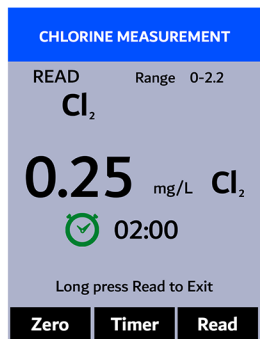 CHLORINE MEASUREMENT
READ Range 0-2.2
Cl₂
0.25 mg/L Cl₂
02:00
Long press Read to Exit
Zero Timer Read